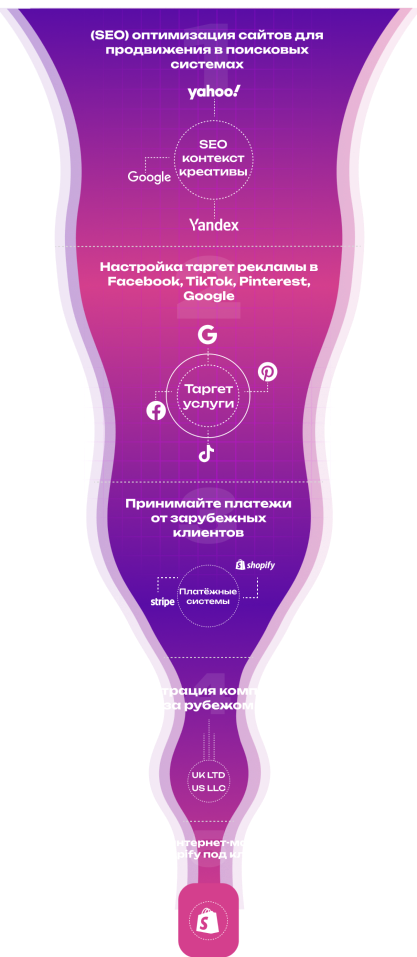 (SEO) оптимизация сайтов для
продвижения в поисковых
системах
yahoo!
SEO
контекст
креативы
Google
Yandex
Настройка таргет рекламы в
Facebook, TikTok, Pinterest,
Google
Таргет
услуги
Принимайте платежи
от зарубежных
клиентов
shopify
Платёжные
системы
stripe
рубежом
UK LTD
US LLC
под